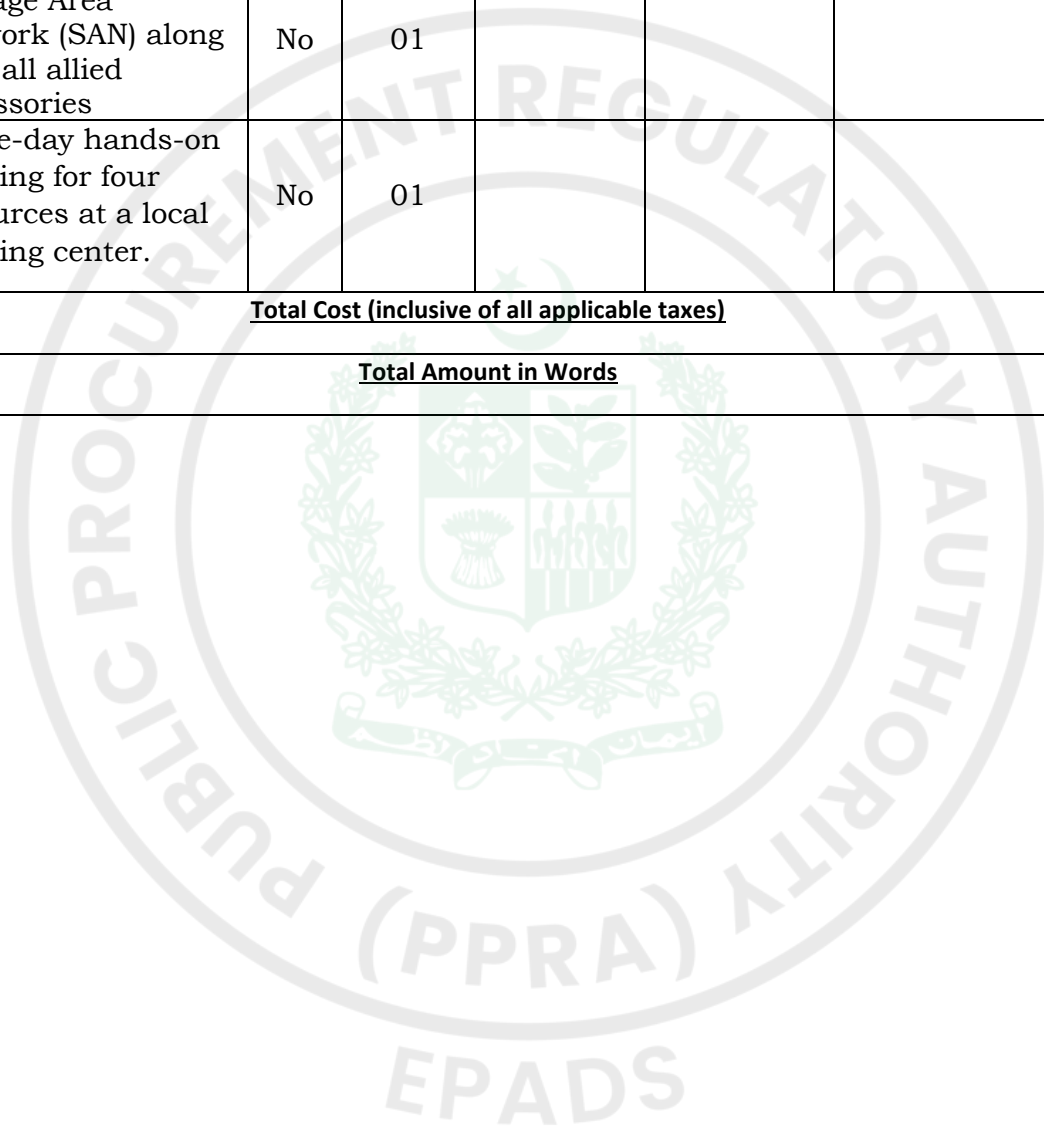 age Area
work (SAN) along No 01
all allied
ssories
e-day hands-on
ing for four
urces at a local No 01
ing center.
Total Cost (inclusive of all applicable taxes)
Total Amount in Words
PUBLIC PROCUREMENT REGULATORY AUTHORITY
(PPRA)
EPADS